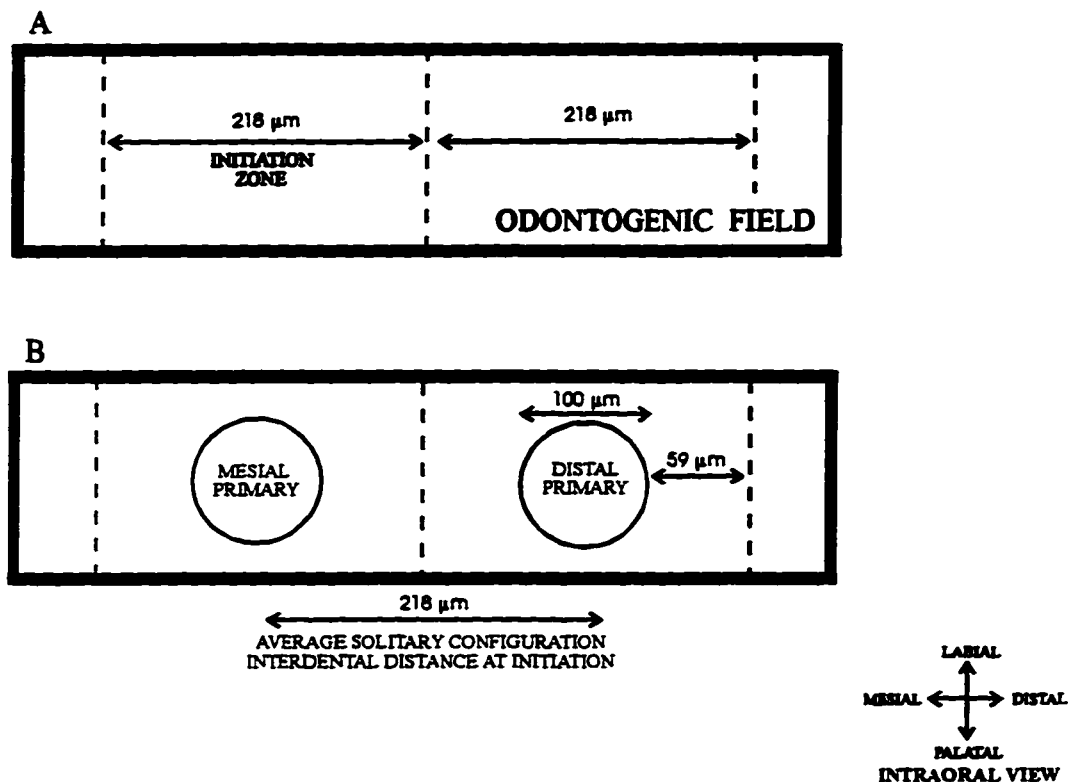 A
218 µm
218 µm
INITIATION
ZONE
ODONTOGENIC FIELD
B
100 µm
59 µm
MESIAL
PRIMARY
DISTAL
PRIMARY
218 µm
AVERAGE SOLITARY CONFIGURATION
INTERDENTAL DISTANCE AT INITIATION
LABIAL
MESIAL
DISTAL
PALATAL
INTRAORAL VIEW